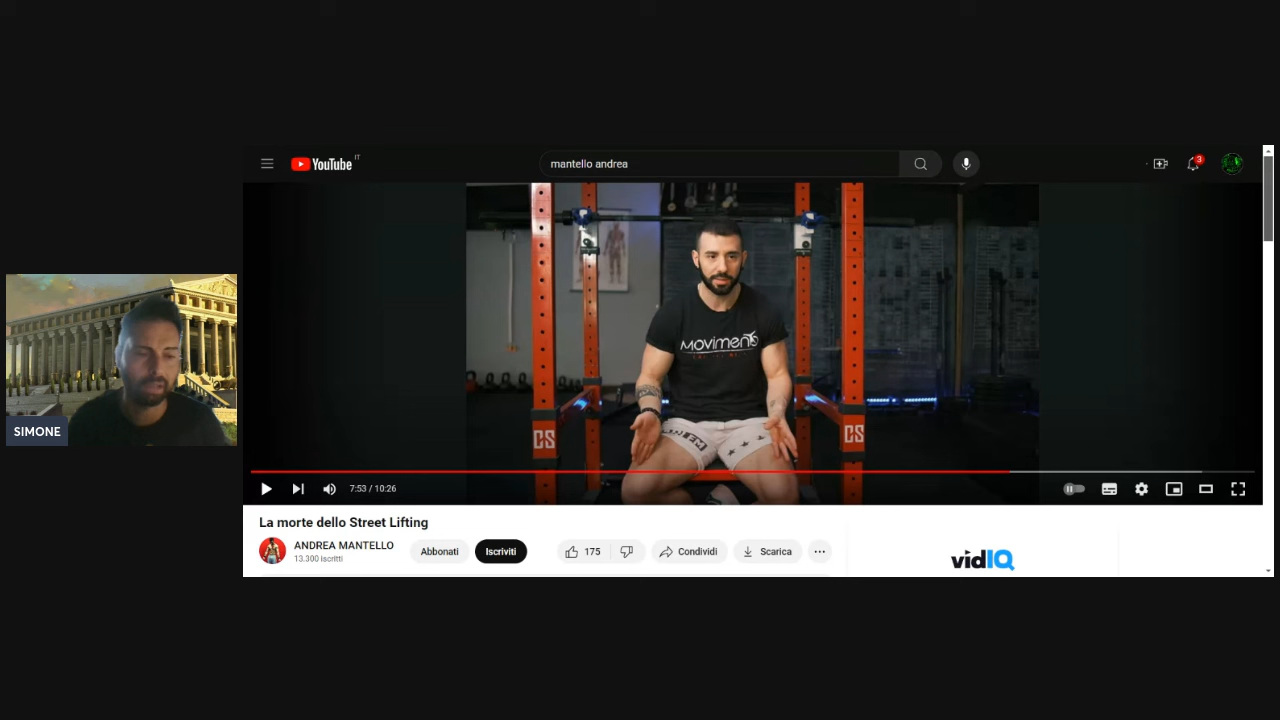 YouTube IT
mantello andrea
3
MOVIMENTO
CS
CS
SIMONE
7:53 / 10:26
La morte dello Street Lifting
ANDREA MANTELLO
13.300 iscritti
Abbonati
Iscriviti
175
Condividi
Scarica
vidIQ